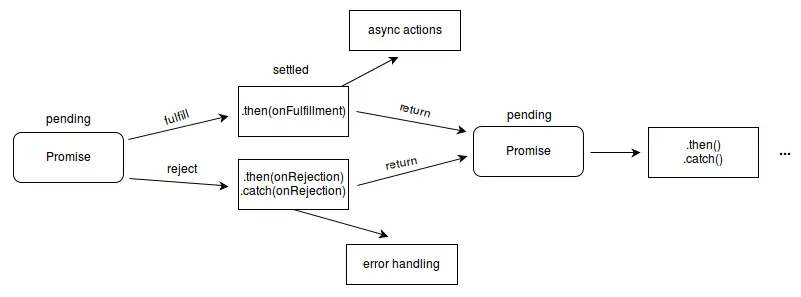 async actions
settled
pending
fulfill
.then(onFulfillment)
return
pending
Promise
reject
.then(onRejection)
.catch(onRejection)
return
Promise
.then()
.catch()
...
error handling